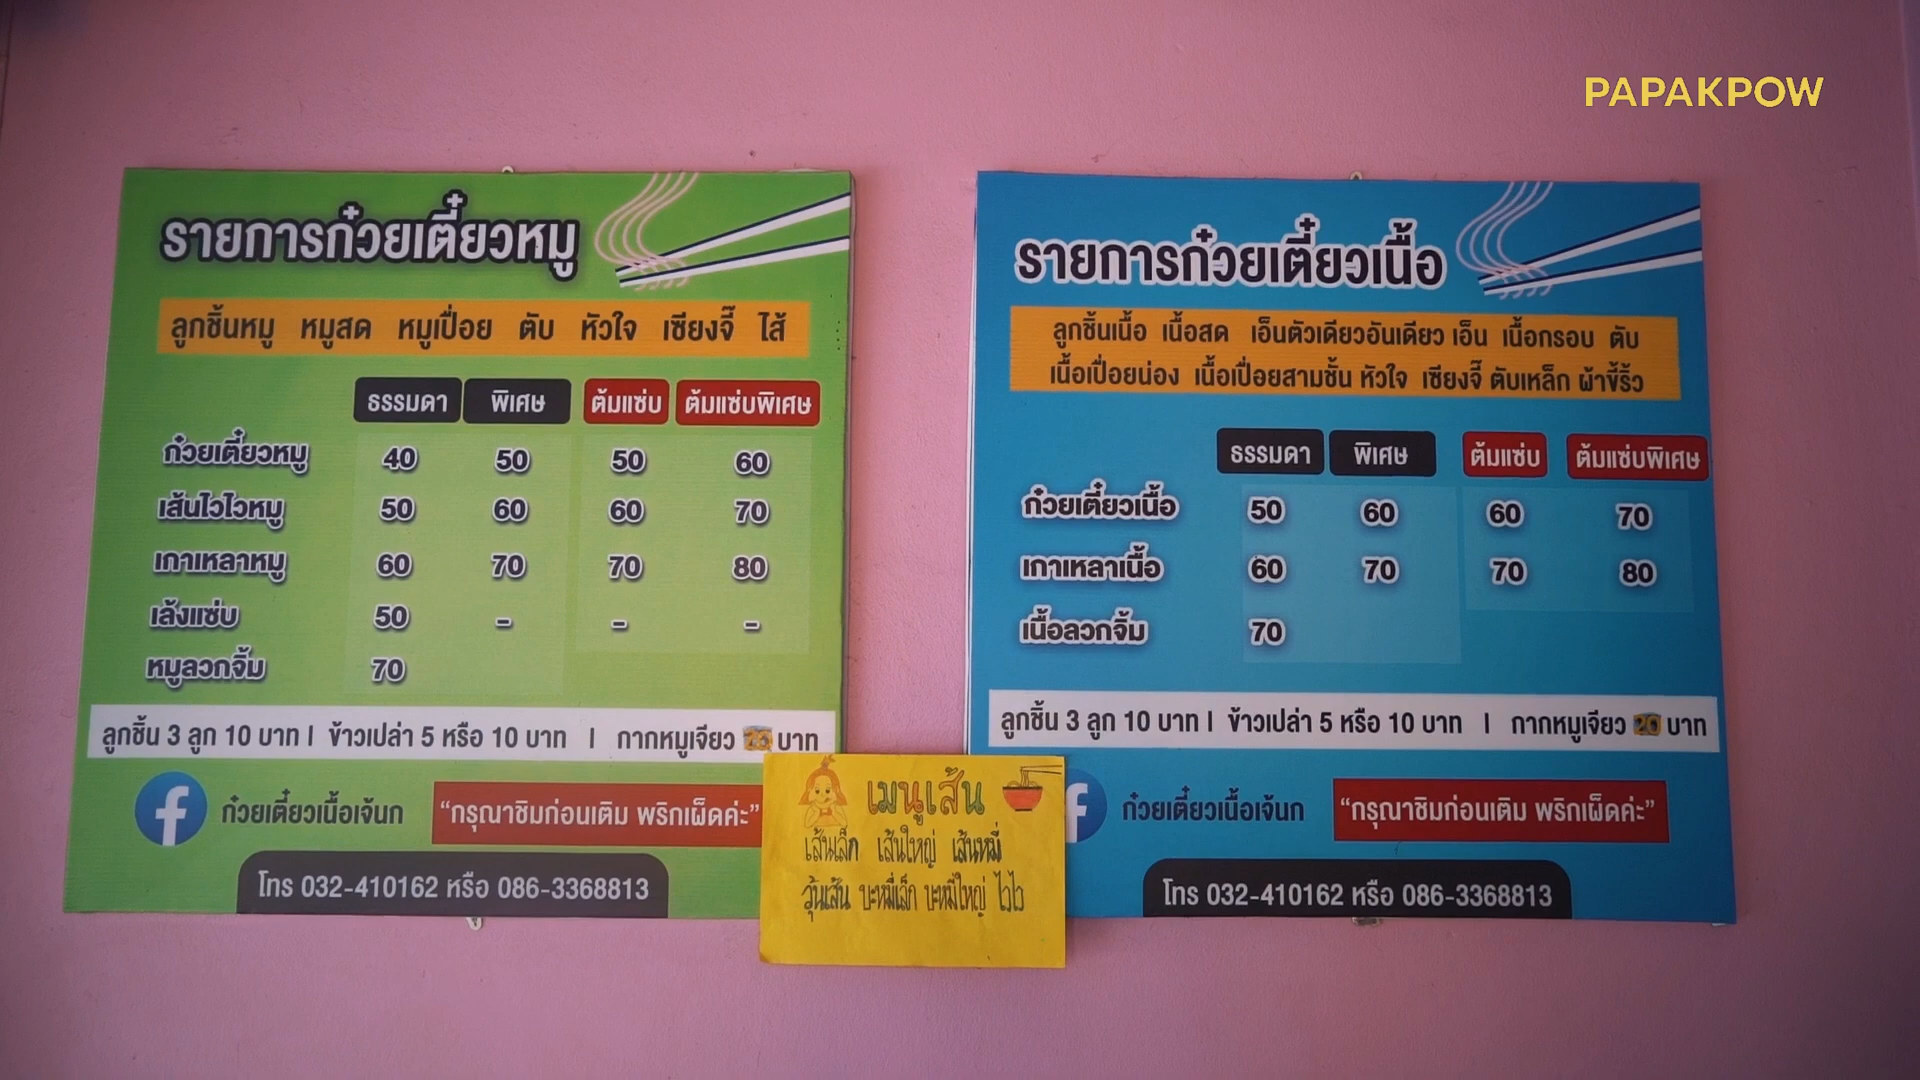 PAPAKPOW
รายการก๋วยเตี๋ยวหมู
ลูกชิ้นหมู หมูสด หมูเปื่อย ตับ หัวใจ เซียงจี๊ ไส้
ธรรมดา พิเศษ ต้มแซ่บ ต้มแซ่บพิเศษ
ก๋วยเตี๋ยวหมู 40 50 50 60
เส้นไวไวหมู 50 60 60 70
เกาเหลาหมู 60 70 70 80
เล้งแซ่บ 50 - - -
หมูลวกจิ้ม 70
ลูกชิ้น 3 ลูก 10 บาท | ข้าวเปล่า 5 หรือ 10 บาท | กากหมูเจียว บาท
f ก๋วยเตี๋ยวเนื้อเจ้นก “กรุณาชิมก่อนเติม พริกเผ็ดค่ะ”
โทร 032-410162 หรือ 086-3368813
รายการก๋วยเตี๋ยวเนื้อ
ลูกชิ้นเนื้อ เนื้อสด เอ็นตัวเดียวอันเดียว เอ็น เนื้อกรอบ ตับ
เนื้อเปื่อยน่อง เนื้อเปื่อยสามชั้น หัวใจ เซียงจี๊ ตับเหล็ก ผ้าขี้ริ้ว
ธรรมดา พิเศษ ต้มแซ่บ ต้มแซ่บพิเศษ
ก๋วยเตี๋ยวเนื้อ 50 60 60 70
เกาเหลาเนื้อ 60 70 70 80
เนื้อลวกจิ้ม 70
ลูกชิ้น 3 ลูก 10 บาท | ข้าวเปล่า 5 หรือ 10 บาท | กากหมูเจียว 20 บาท
f ก๋วยเตี๋ยวเนื้อเจ้นก “กรุณาชิมก่อนเติม พริกเผ็ดค่ะ”
โทร 032-410162 หรือ 086-3368813
เมนูเส้น
เส้นเล็ก เส้นใหญ่ เส้นหมี่
วุ้นเส้น บะหมี่เล็ก บะหมี่ใหญ่ ไวไว